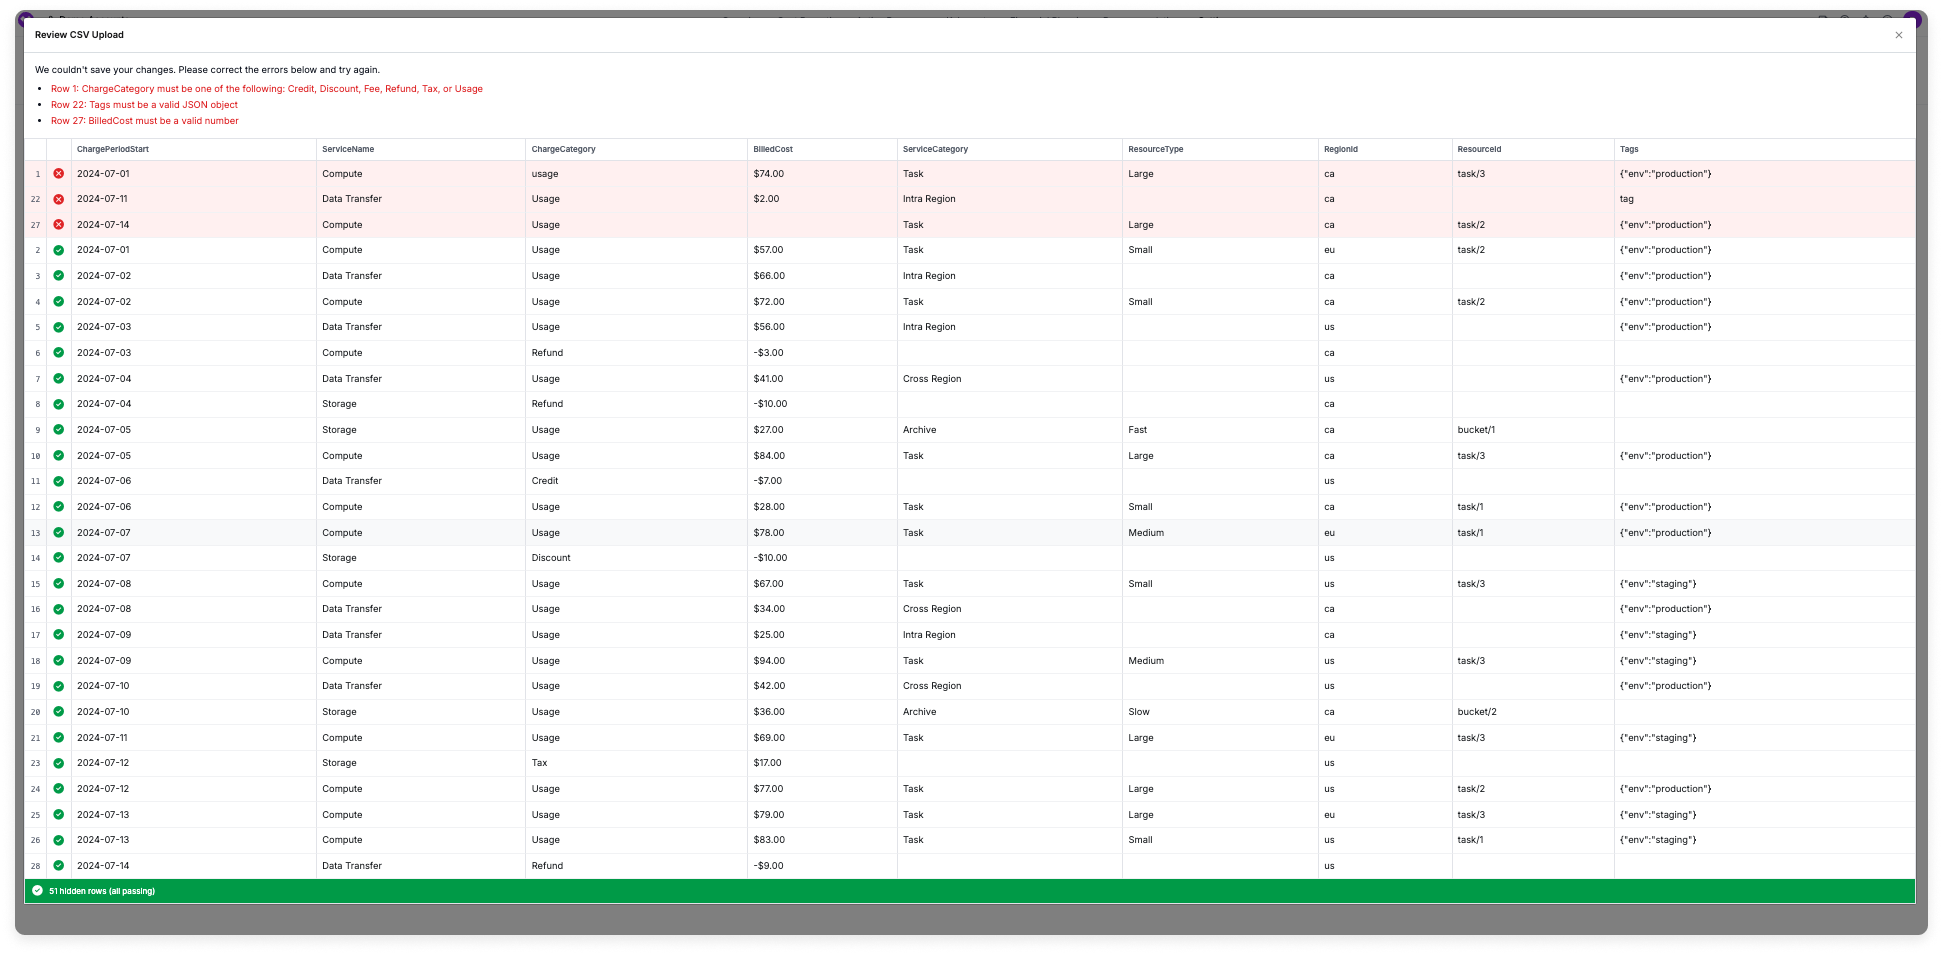 Review CSV Upload
We couldn't save your changes. Please correct the errors below and try again.
• Row 1: ChargeCategory must be one of the following: Credit, Discount, Fee, Refund, Tax, or Usage
• Row 22: Tags must be a valid JSON object
• Row 27: BilledCost must be a valid number
ChargePeriodStart ServiceName ChargeCategory BilledCost ServiceCategory ResourceType RegionId ResourceId Tags
1 2024-07-01 Compute usage $74.00 Task Large ca task/3 {"env":"production"}
22 2024-07-11 Data Transfer Usage $2.00 Intra Region ca tag
27 2024-07-14 Compute Usage Task Large ca task/2 {"env":"production"}
2 2024-07-01 Compute Usage $57.00 Task Small eu task/2 {"env":"production"}
3 2024-07-02 Data Transfer Usage $66.00 Intra Region ca {"env":"production"}
4 2024-07-02 Compute Usage $72.00 Task Small ca task/2 {"env":"production"}
5 2024-07-03 Data Transfer Usage $56.00 Intra Region us {"env":"production"}
6 2024-07-03 Compute Refund -$3.00 ca
7 2024-07-04 Data Transfer Usage $41.00 Cross Region us {"env":"production"}
8 2024-07-04 Storage Refund -$10.00 ca
9 2024-07-05 Storage Usage $27.00 Archive Fast ca bucket/1
10 2024-07-05 Compute Usage $84.00 Task Large ca task/3 {"env":"production"}
11 2024-07-06 Data Transfer Credit -$7.00 us
12 2024-07-06 Compute Usage $28.00 Task Small ca task/1 {"env":"production"}
13 2024-07-07 Compute Usage $78.00 Task Medium eu task/1 {"env":"production"}
14 2024-07-07 Storage Discount -$10.00 us
15 2024-07-08 Compute Usage $67.00 Task Small us task/3 {"env":"staging"}
16 2024-07-08 Data Transfer Usage $34.00 Cross Region ca {"env":"production"}
17 2024-07-09 Data Transfer Usage $25.00 Intra Region ca {"env":"staging"}
18 2024-07-09 Compute Usage $94.00 Task Medium us task/3 {"env":"staging"}
19 2024-07-10 Data Transfer Usage $42.00 Cross Region us {"env":"production"}
20 2024-07-10 Storage Usage $36.00 Archive Slow ca bucket/2
21 2024-07-11 Compute Usage $69.00 Task Large eu task/3 {"env":"staging"}
23 2024-07-12 Storage Tax $17.00 us
24 2024-07-12 Compute Usage $77.00 Task Large us task/2 {"env":"production"}
25 2024-07-13 Compute Usage $79.00 Task Large eu task/3 {"env":"staging"}
26 2024-07-13 Compute Usage $83.00 Task Small us task/1 {"env":"staging"}
28 2024-07-14 Data Transfer Refund -$9.00 us
51 hidden rows (all passing)